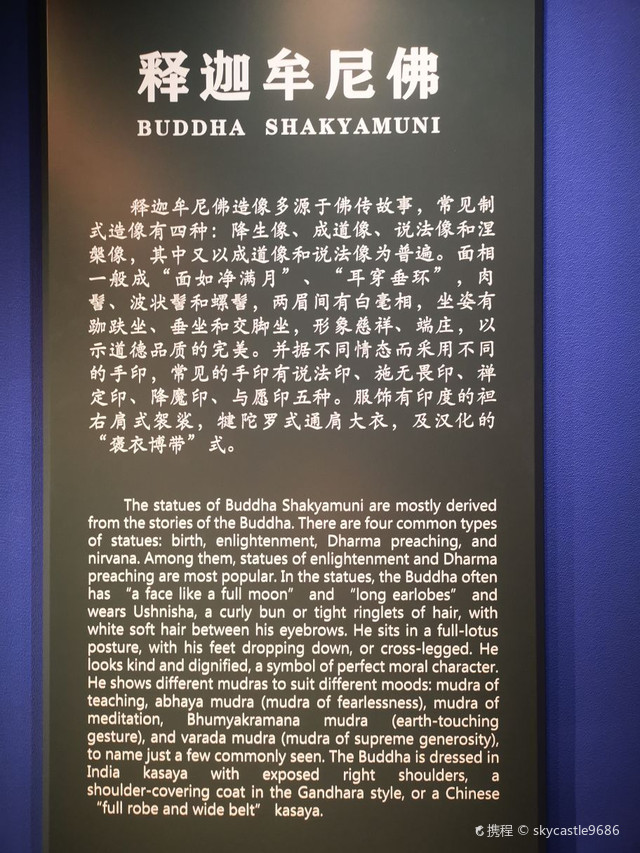 释迦牟尼佛
BUDDHA SHAKYAMUNI
释迦牟尼佛造像多源于佛传故事，常见制
式造像有四种：降生像、成道像、说法像和涅
槃像，其中又以成道像和说法像为普遍。面相
一般成“面如净满月”、“耳穿垂环”，肉
髻、波状髻和螺髻，两眉间有白毫相，坐姿有
跏趺坐、垂坐和交脚坐，形象慈祥、端庄，以
示道德品质的完美。并据不同情态而采用不同
的手印，常见的手印有说法印、施无畏印、禅
定印、降魔印、与愿印五种。服饰有印度的袒
右肩式袈裟，犍陀罗式通肩大衣，及汉化的
“褒衣博带”式。
The statues of Buddha Shakyamuni are mostly derived
from the stories of the Buddha. There are four common types
of statues: birth, enlightenment, Dharma preaching, and
nirvana. Among them, statues of enlightenment and Dharma
preaching are most popular. In the statues, the Buddha often
has “a face like a full moon” and “long earlobes” and
wears Ushnisha, a curly bun or tight ringlets of hair, with
white soft hair between his eyebrows. He sits in a full-lotus
posture, with his feet dropping down, or cross-legged. He
looks kind and dignified, a symbol of perfect moral character.
He shows different mudras to suit different moods: mudra of
teaching, abhaya mudra (mudra of fearlessness), mudra of
meditation, Bhumyakramana mudra (earth-touching
gesture), and varada mudra (mudra of supreme generosity),
to name just a few commonly seen. The Buddha is dressed in
India kasaya with exposed right shoulders, a
shoulder-covering coat in the Gandhara style, or a Chinese
“full robe and wide belt” kasaya.
携程 © skycastle9686